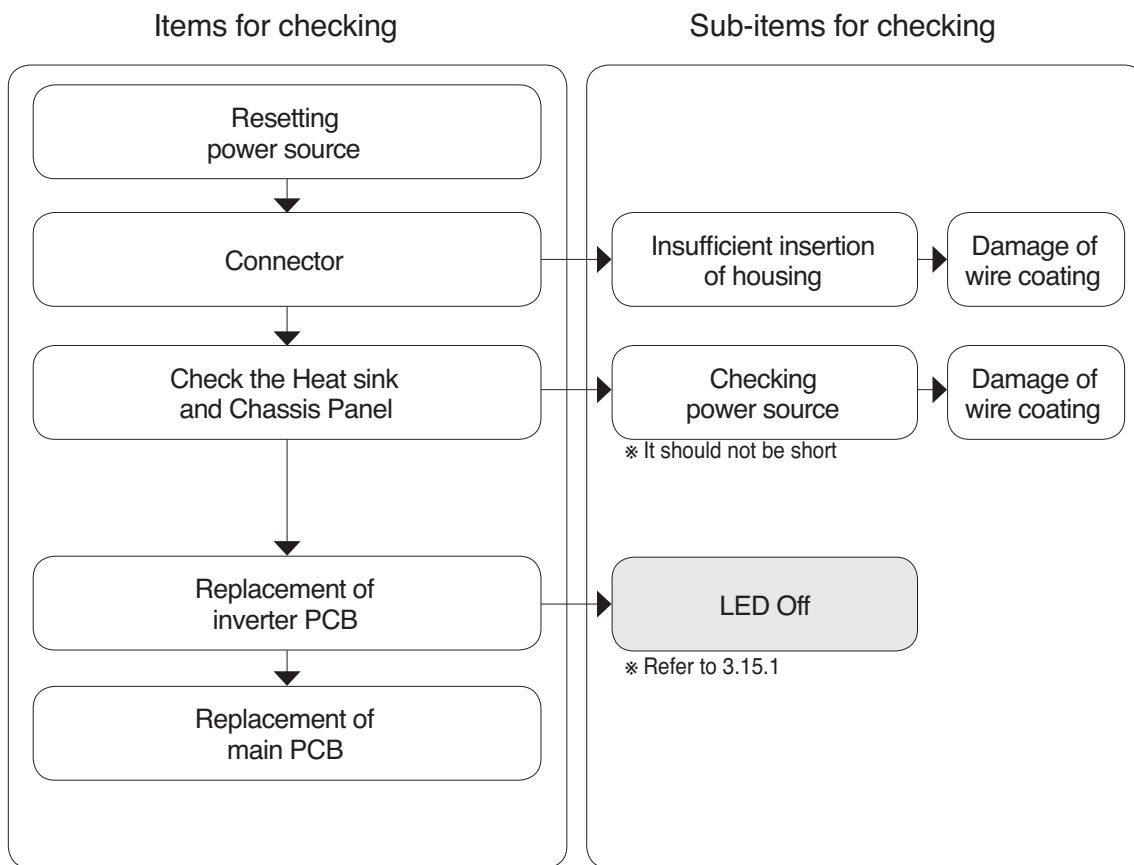 Items for checking
Sub-items for checking
Resetting
power source
Connector
Insufficient insertion
of housing
Damage of
wire coating
Check the Heat sink
and Chassis Panel
Checking
power source
Damage of
wire coating
※ It should not be short
Replacement of
inverter PCB
LED Off
※ Refer to 3.15.1
Replacement of
main PCB